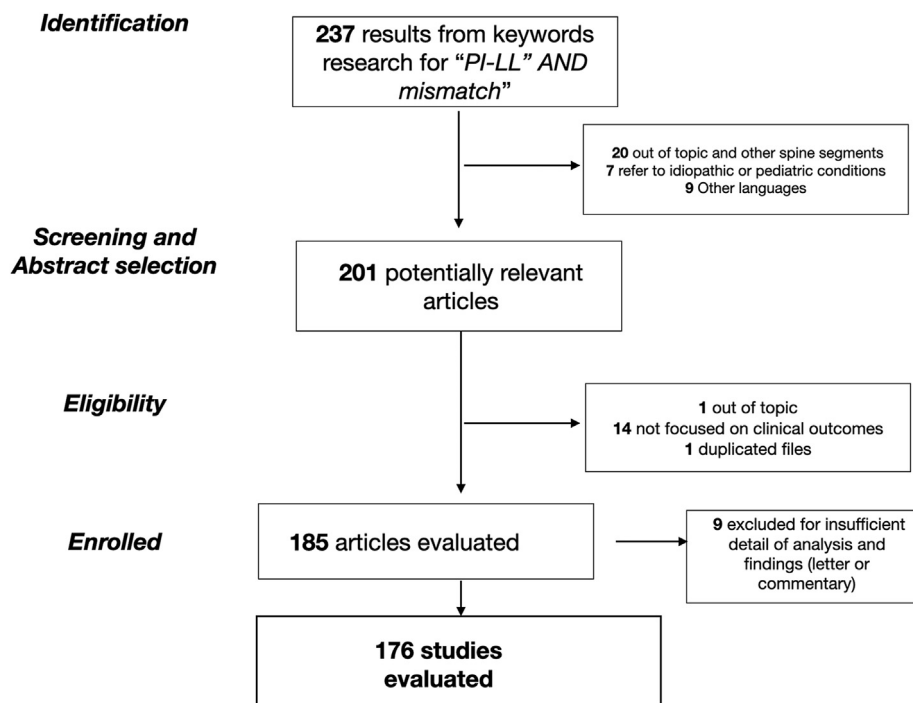 Identification
237 results from keywords
research for “PI-LL” AND
mismatch”
20 out of topic and other spine segments
7 refer to idiopathic or pediatric conditions
9 Other languages
Screening and
Abstract selection
201 potentially relevant
articles
Eligibility
1 out of topic
14 not focused on clinical outcomes
1 duplicated files
Enrolled
185 articles evaluated
9 excluded for insufficient
detail of analysis and
findings (letter or
commentary)
176 studies
evaluated